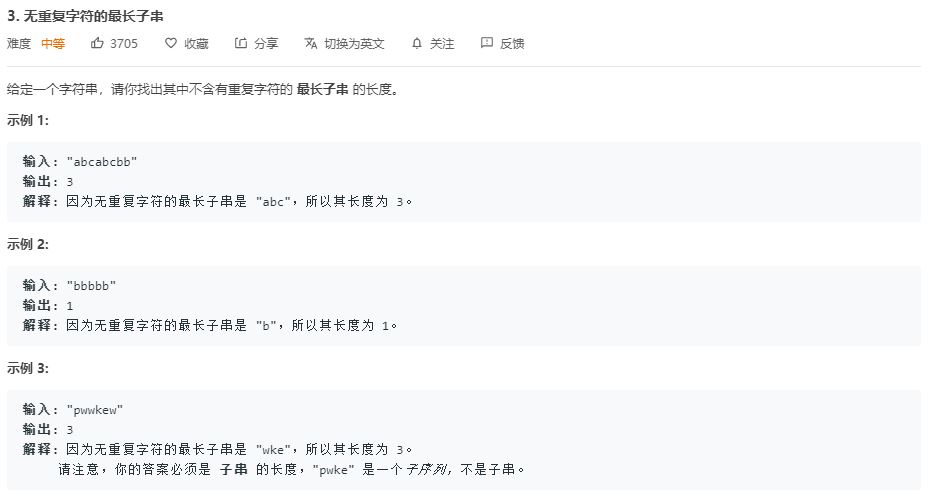 3. 无重复字符的最长子串
难度 中等 3705 收藏 分享 切换为英文 关注 反馈
给定一个字符串，请你找出其中不含有重复字符的 最长子串 的长度。
示例 1:
输入: "abcabcbb"
输出: 3
解释: 因为无重复字符的最长子串是 "abc"，所以其长度为 3。
示例 2:
输入: "bbbbb"
输出: 1
解释: 因为无重复字符的最长子串是 "b"，所以其长度为 1。
示例 3:
输入: "pwwkew"
输出: 3
解释: 因为无重复字符的最长子串是 "wke"，所以其长度为 3。
请注意，你的答案必须是 子串 的长度，"pwke" 是一个子序列，不是子串。